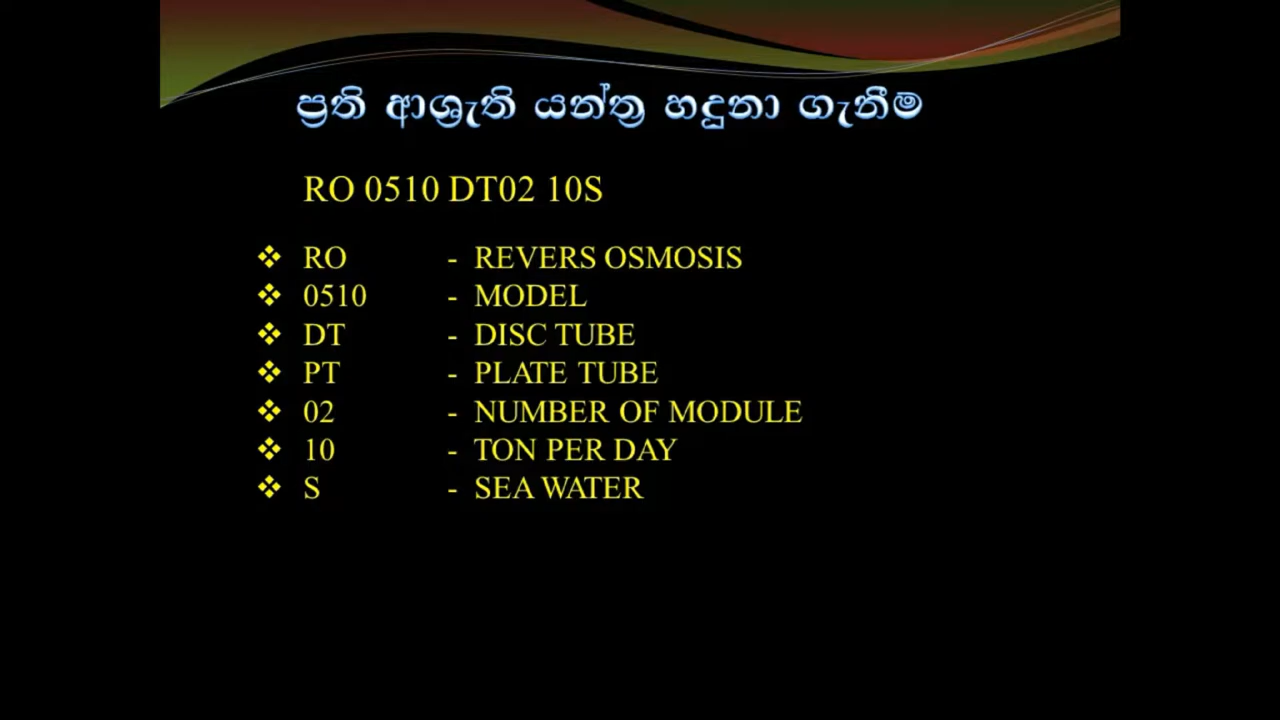 ප්‍රති ආශ්‍රැති යන්ත්‍ර හඳුනා ගැනීම
RO 0510 DT02 10S
❖ RO - REVERS OSMOSIS
❖ 0510 - MODEL
❖ DT - DISC TUBE
❖ PT - PLATE TUBE
❖ 02 - NUMBER OF MODULE
❖ 10 - TON PER DAY
❖ S - SEA WATER